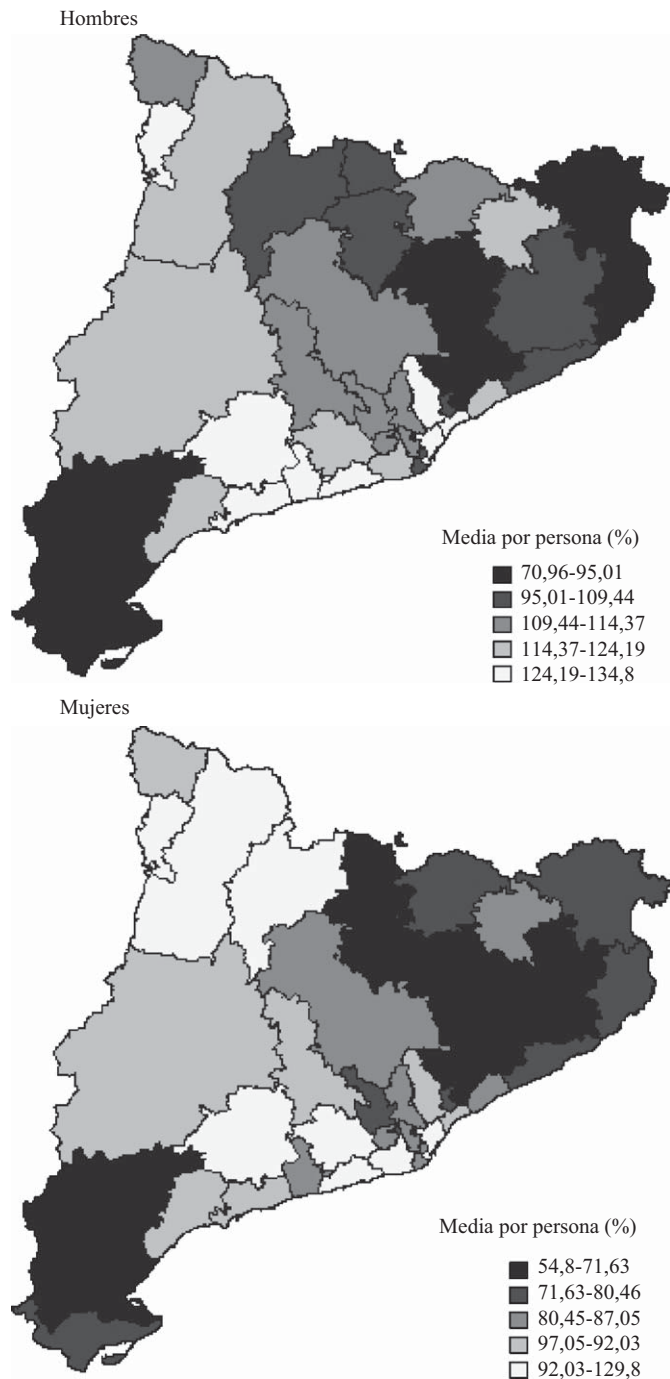 Hombres
Media por persona (%)
70,96-95,01
95,01-109,44
109,44-114,37
114,37-124,19
124,19-134,8
Mujeres
Media por persona (%)
54,8-71,63
71,63-80,46
80,45-87,05
97,05-92,03
92,03-129,8